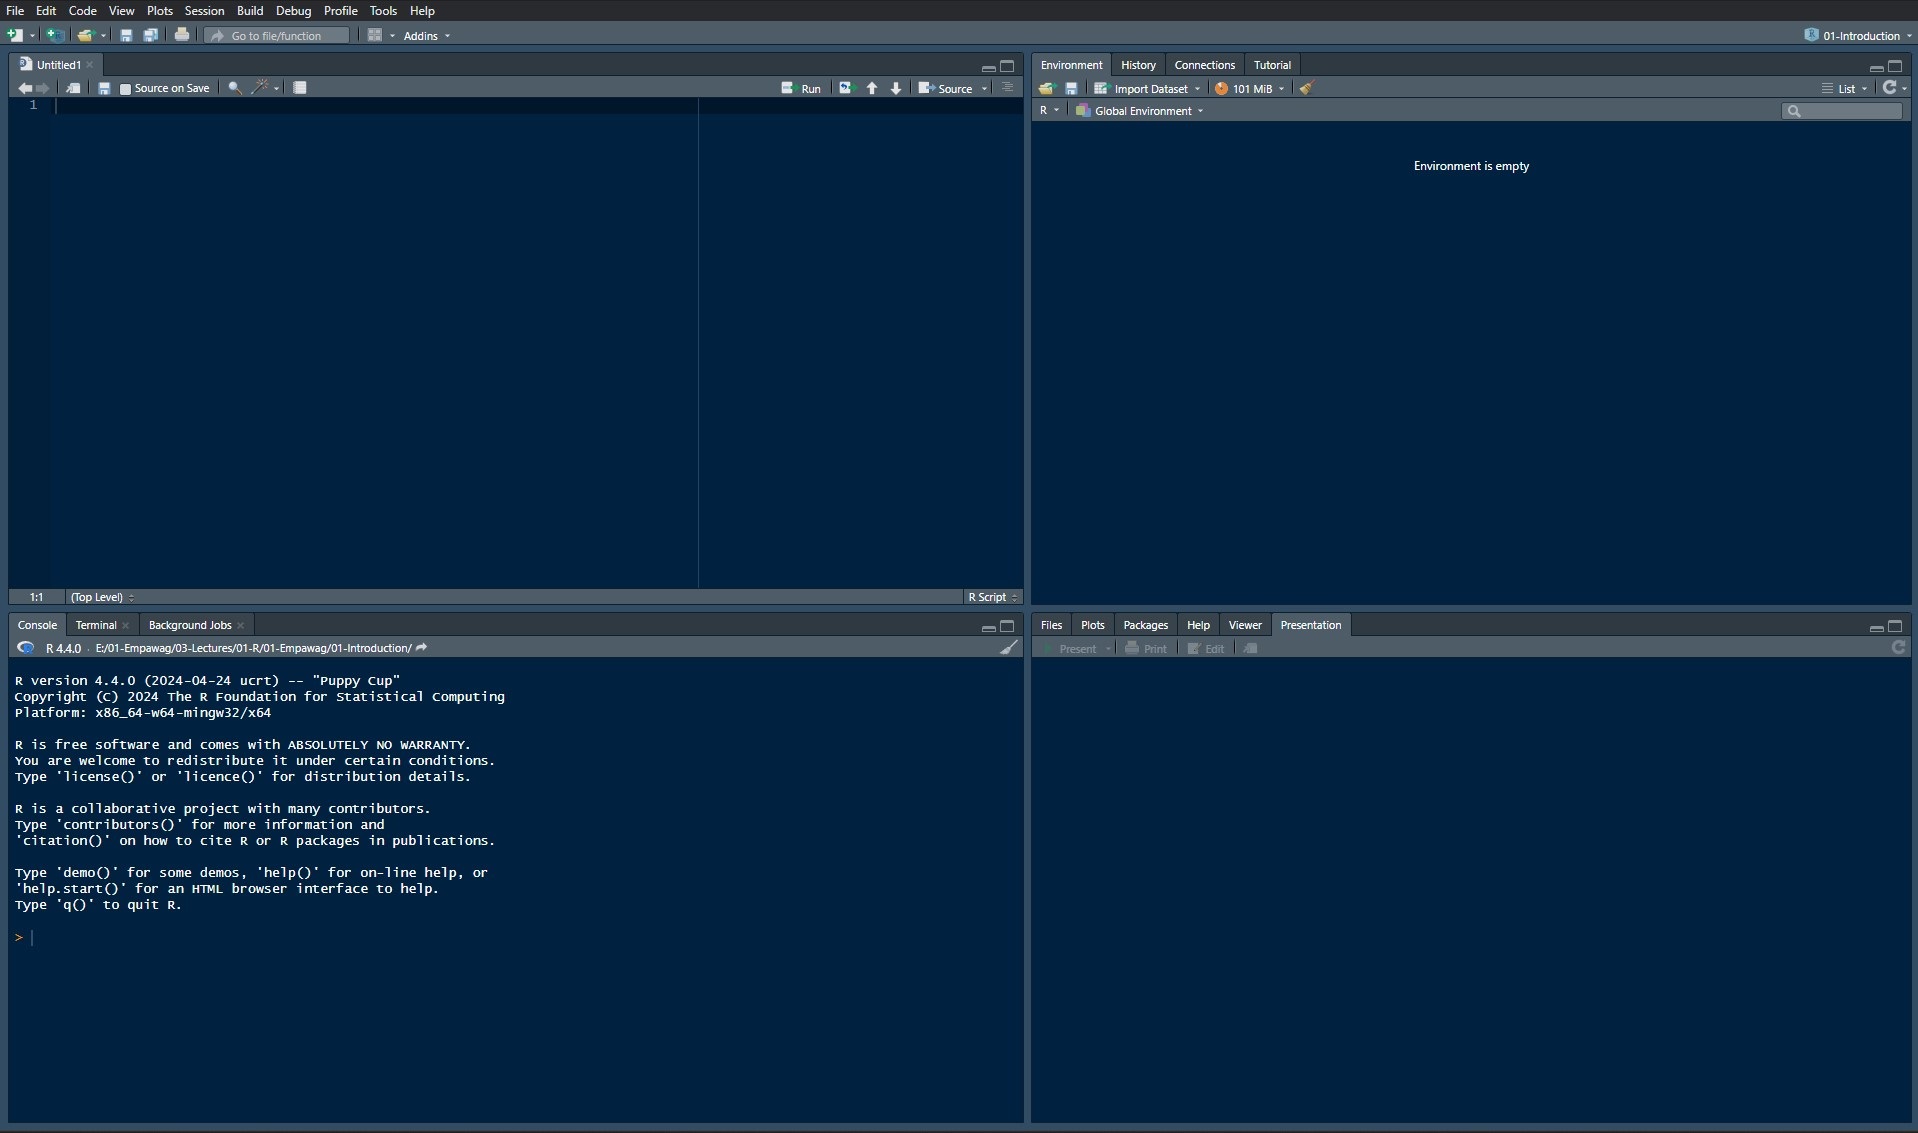 File Edit Code View Plots Session Build Debug Profile Tools Help
Go to file/function Addins 01-Introduction
Untitled1
Source on Save Run Source
1
1:1 (Top Level) R Script
Environment History Connections Tutorial
Import Dataset 101 MiB List
R Global Environment
Environment is empty
Console Terminal Background Jobs
R 4.4.0 · E:/01-Empawag/03-Lectures/01-R/01-Empawag/01-Introduction/
R version 4.4.0 (2024-04-24 ucrt) -- "Puppy Cup"
Copyright (C) 2024 The R Foundation for Statistical Computing
Platform: x86_64-w64-mingw32/x64
R is free software and comes with ABSOLUTELY NO WARRANTY.
You are welcome to redistribute it under certain conditions.
Type 'license()' or 'licence()' for distribution details.
R is a collaborative project with many contributors.
Type 'contributors()' for more information and
'citation()' on how to cite R or R packages in publications.
Type 'demo()' for some demos, 'help()' for on-line help, or
'help.start()' for an HTML browser interface to help.
Type 'q()' to quit R.
>
Files Plots Packages Help Viewer Presentation
Present Print Edit